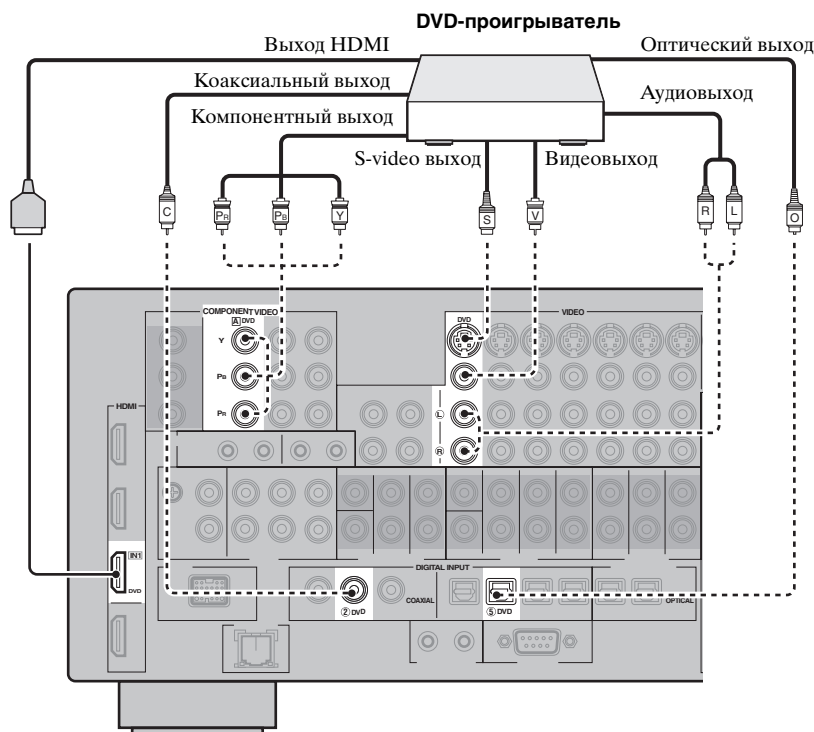 DVD-проигрыватель
Выход HDMI
Оптический выход
Коаксиальный выход
Аудиовыход
Компонентный выход
S-video выход
Видеовыход
C
PR
PB
Y
S
V
R
L
O
COMPONENT VIDEO
A DVD
Y
PB
PR
DVD
VIDEO
L
R
HDMI
IN1
DVD
DIGITAL INPUT
② DVD
COAXIAL
⑤ DVD
OPTICAL